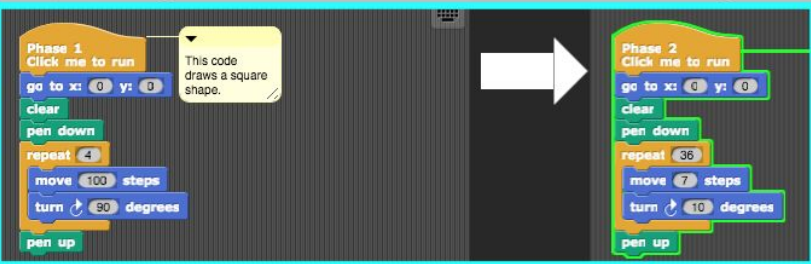 Phase 1
Click me to run
go to x: 0 y: 0
clear
pen down
repeat 4
move 100 steps
turn 90 degrees
pen up
This code
draws a square
shape.
Phase 2
Click me to run
go to x: 0 y: 0
clear
pen down
repeat 36
move 7 steps
turn 10 degrees
pen up